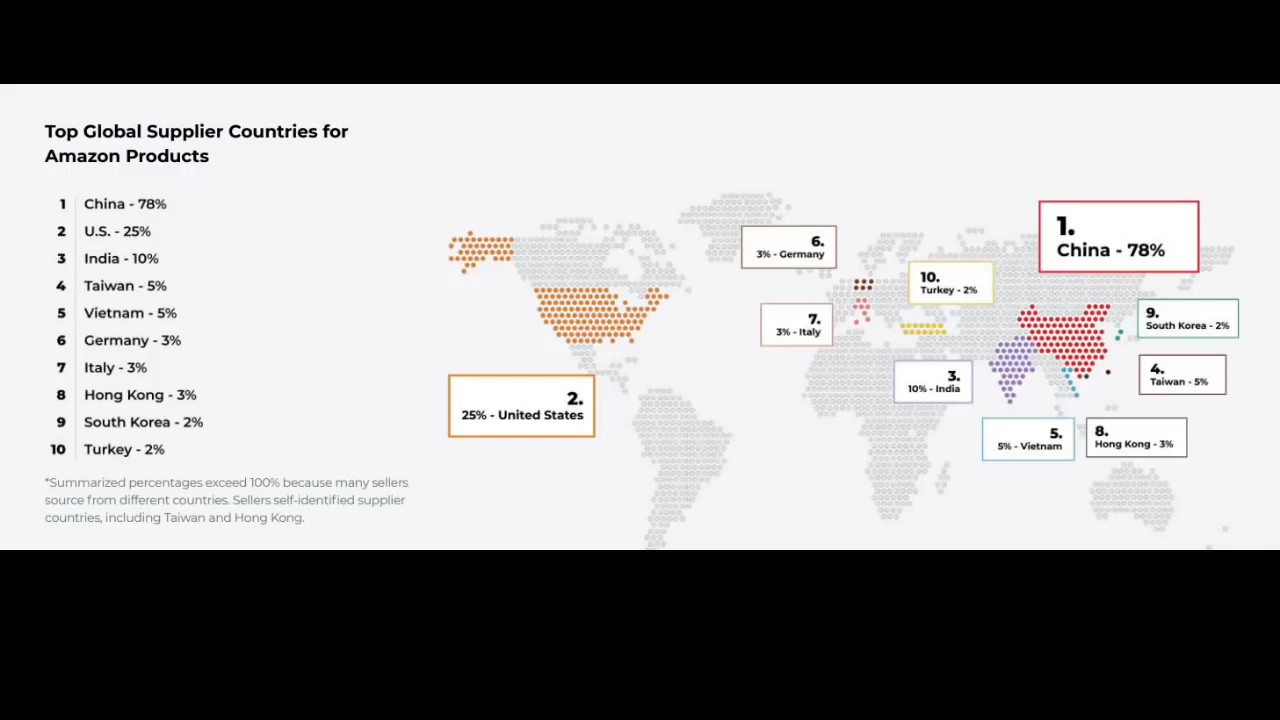 Top Global Supplier Countries for
Amazon Products
1 China - 78%
2 U.S. - 25%
3 India - 10%
4 Taiwan - 5%
5 Vietnam - 5%
6 Germany - 3%
7 Italy - 3%
8 Hong Kong - 3%
9 South Korea - 2%
10 Turkey - 2%
*Summarized percentages exceed 100% because many sellers
source from different countries. Sellers self-identified supplier
countries, including Taiwan and Hong Kong.
1.
China - 78%
6.
3% - Germany
10.
Turkey - 2%
7.
3% - Italy
9.
South Korea - 2%
3.
10% - India
4.
Taiwan - 5%
2.
25% - United States
5.
5% - Vietnam
8.
Hong Kong - 3%